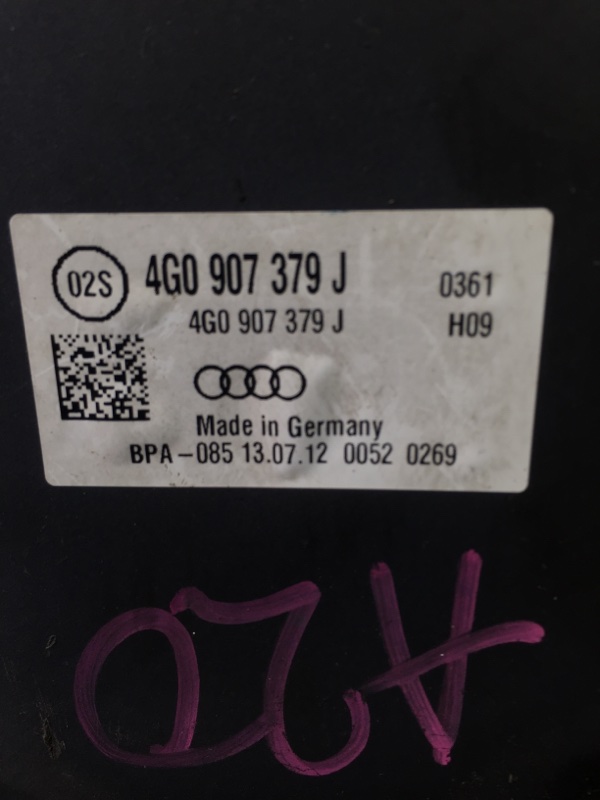 02S
4G0 907 379 J
0361
4G0 907 379 J
H09
Made in Germany
BPA-085 13.07.12 0052 0269
A20